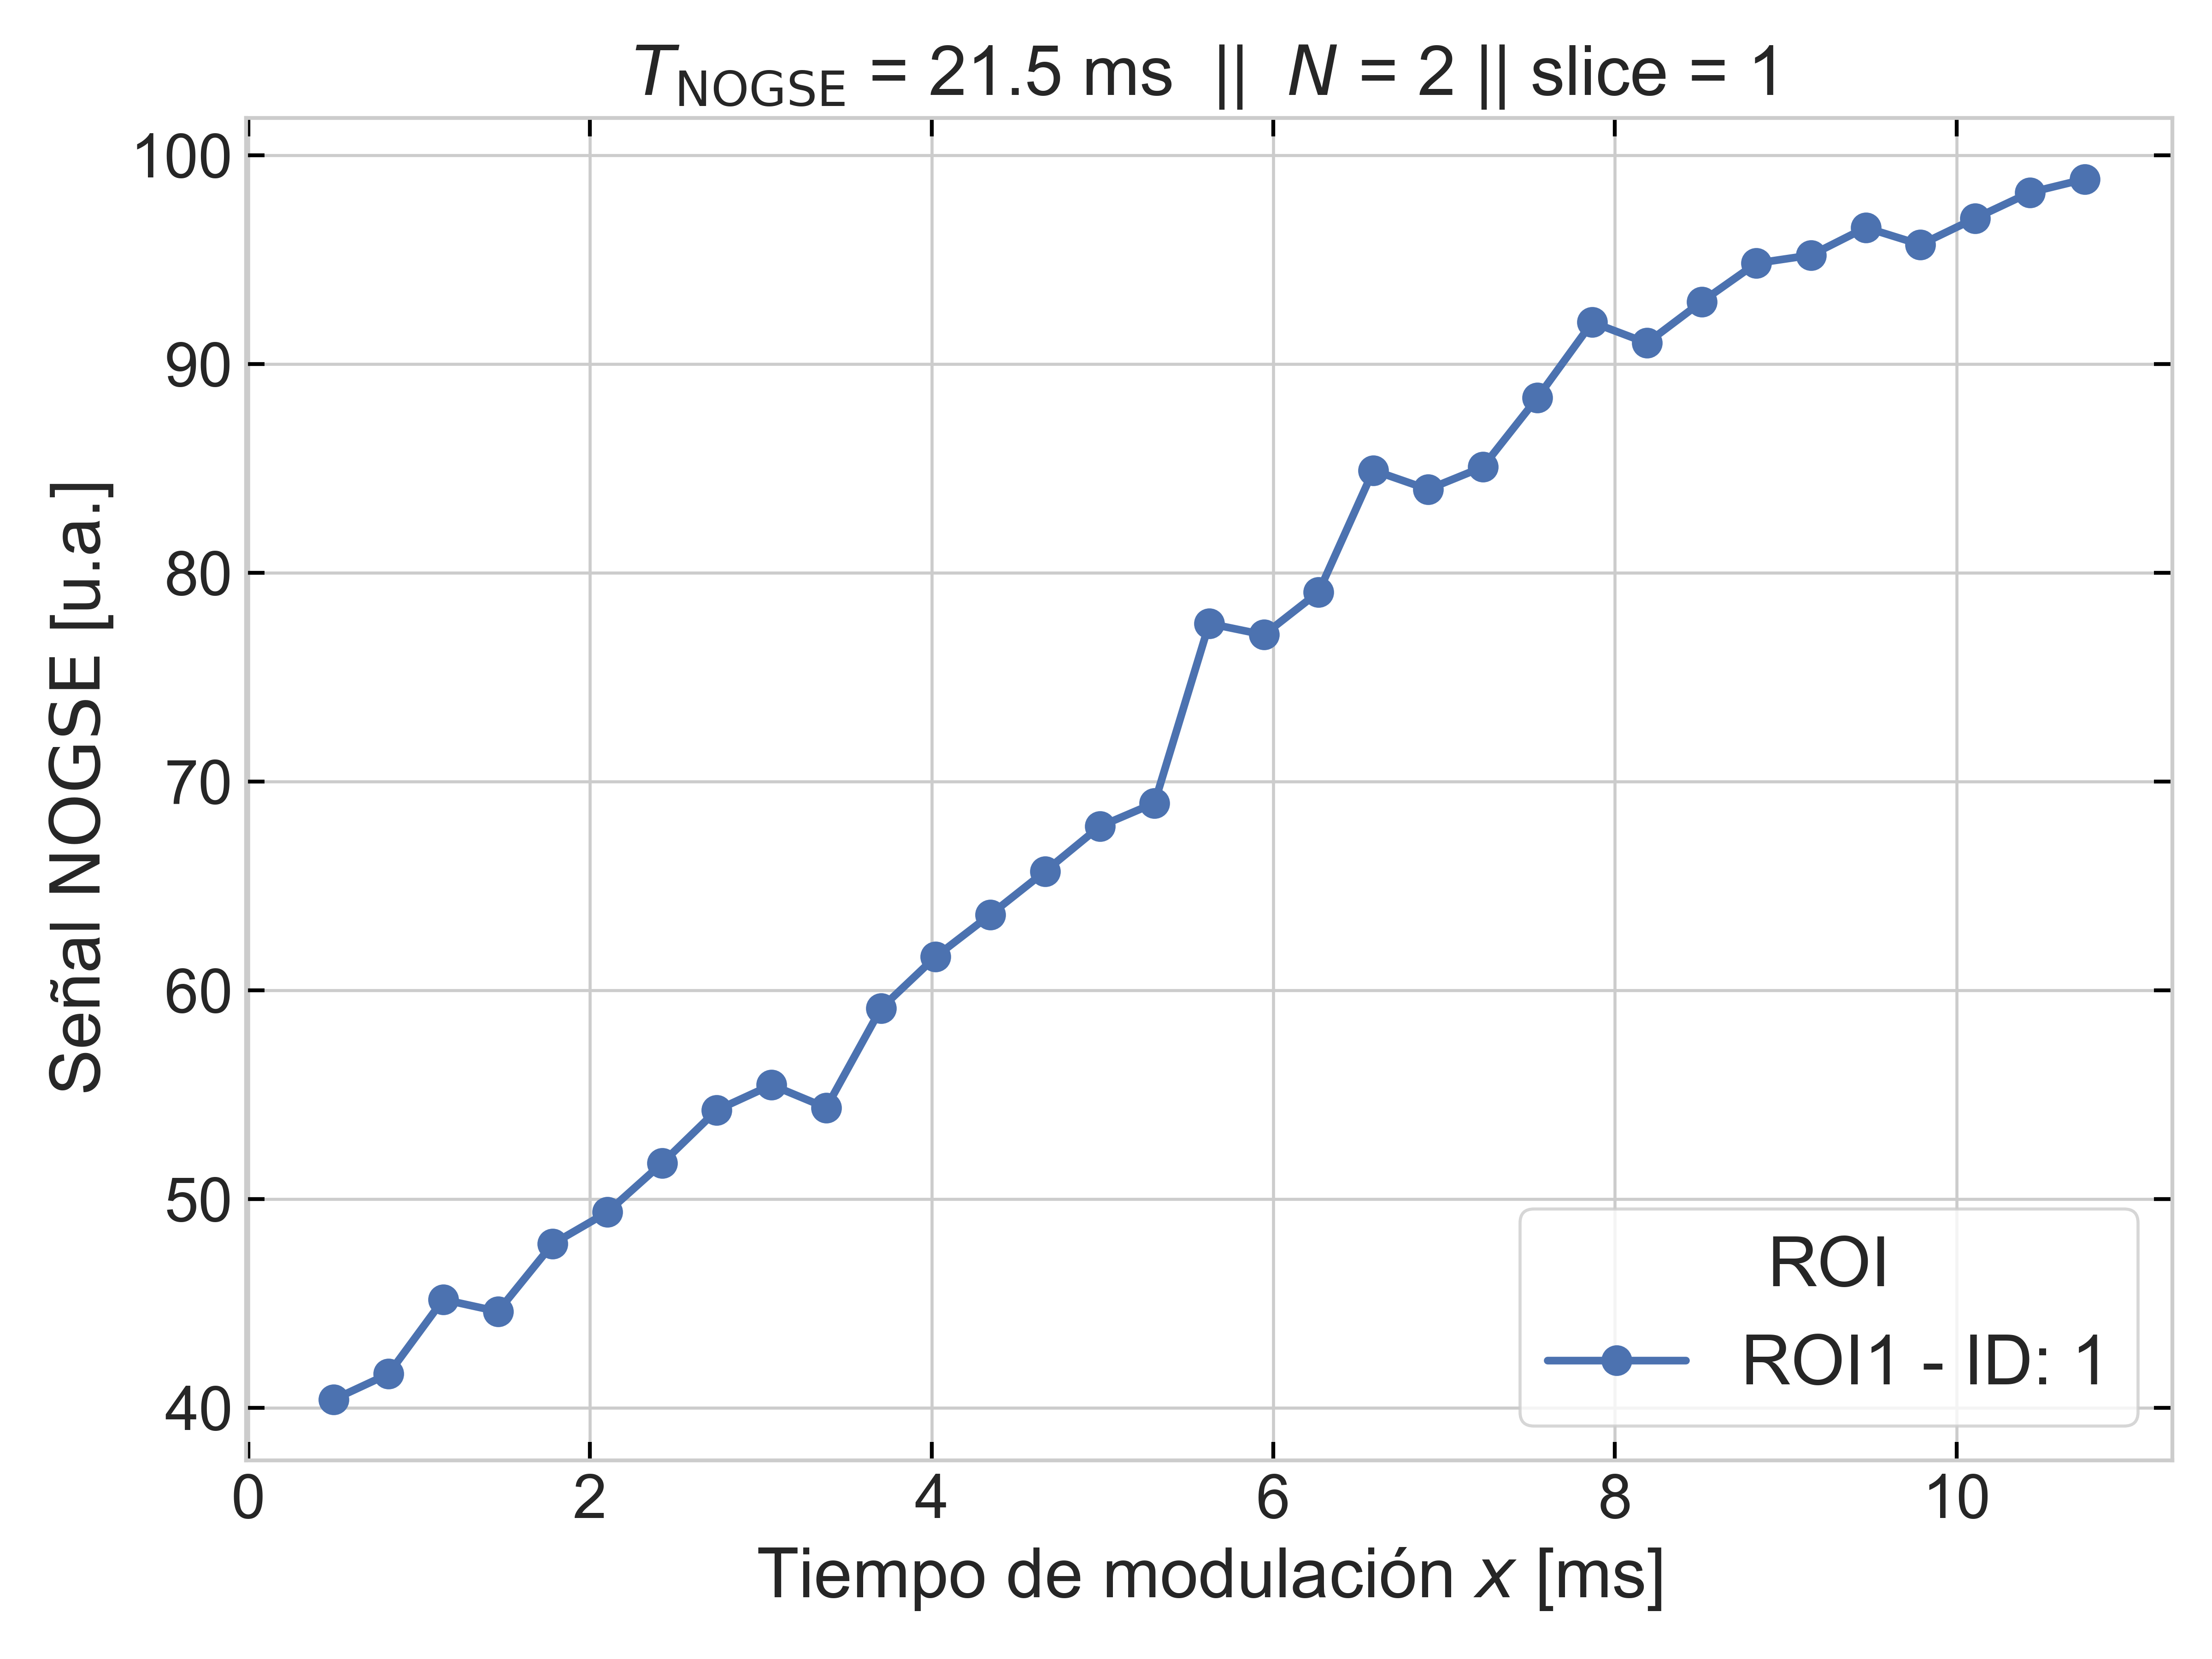 T_NOGSE = 21.5 ms || N = 2 || slice = 1
100
90
80
70
60
50
40
Señal NOGSE [u.a.]
ROI
ROI1 - ID: 1
0 2 4 6 8 10
Tiempo de modulación x [ms]